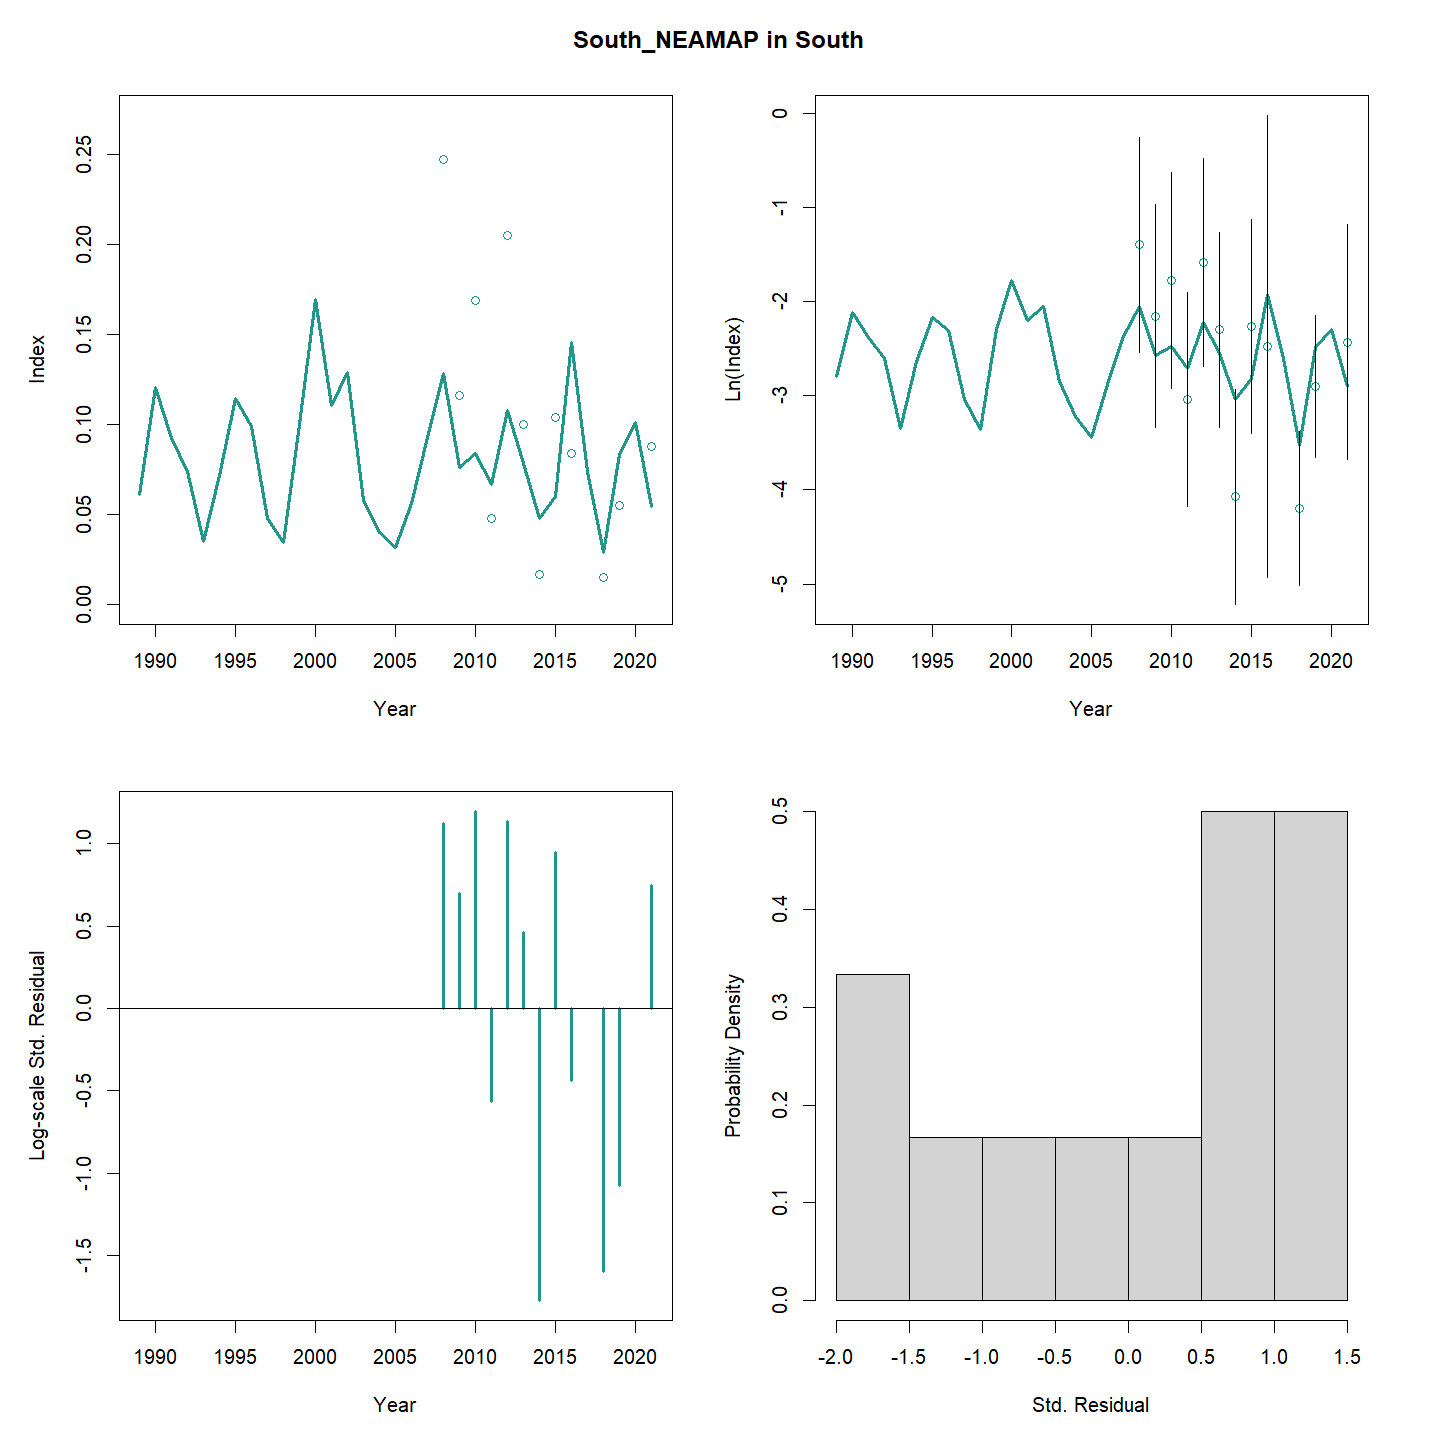 South_NEAMAP in South
Index
0.00 0.05 0.10 0.15 0.20 0.25
1990 1995 2000 2005 2010 2015 2020
Year
Ln(Index)
-5 -4 -3 -2 -1 0
1990 1995 2000 2005 2010 2015 2020
Year
Log-scale Std. Residual
-1.5 -1.0 -0.5 0.0 0.5 1.0
1990 1995 2000 2005 2010 2015 2020
Year
Probability Density
0.0 0.1 0.2 0.3 0.4 0.5
-2.0 -1.5 -1.0 -0.5 0.0 0.5 1.0 1.5
Std. Residual